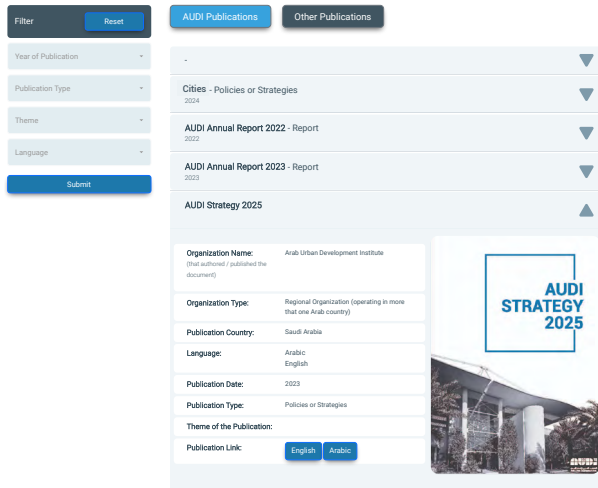 Filter
Reset
Year of Publication
Publication Type
Theme
Language
Submit
AUDI Publications
Other Publications
-
Cities - Policies or Strategies
2024
AUDI Annual Report 2022 - Report
2022
AUDI Annual Report 2023 - Report
2023
AUDI Strategy 2025
Organization Name:
(that authored / published the
document)
Arab Urban Development Institute
Organization Type:
Regional Organization (operating in more
that one Arab country)
Publication Country:
Saudi Arabia
Language:
Arabic
English
Publication Date:
2023
Publication Type:
Policies or Strategies
Theme of the Publication:
Publication Link:
English
Arabic
AUDI
STRATEGY
2025
AUDI